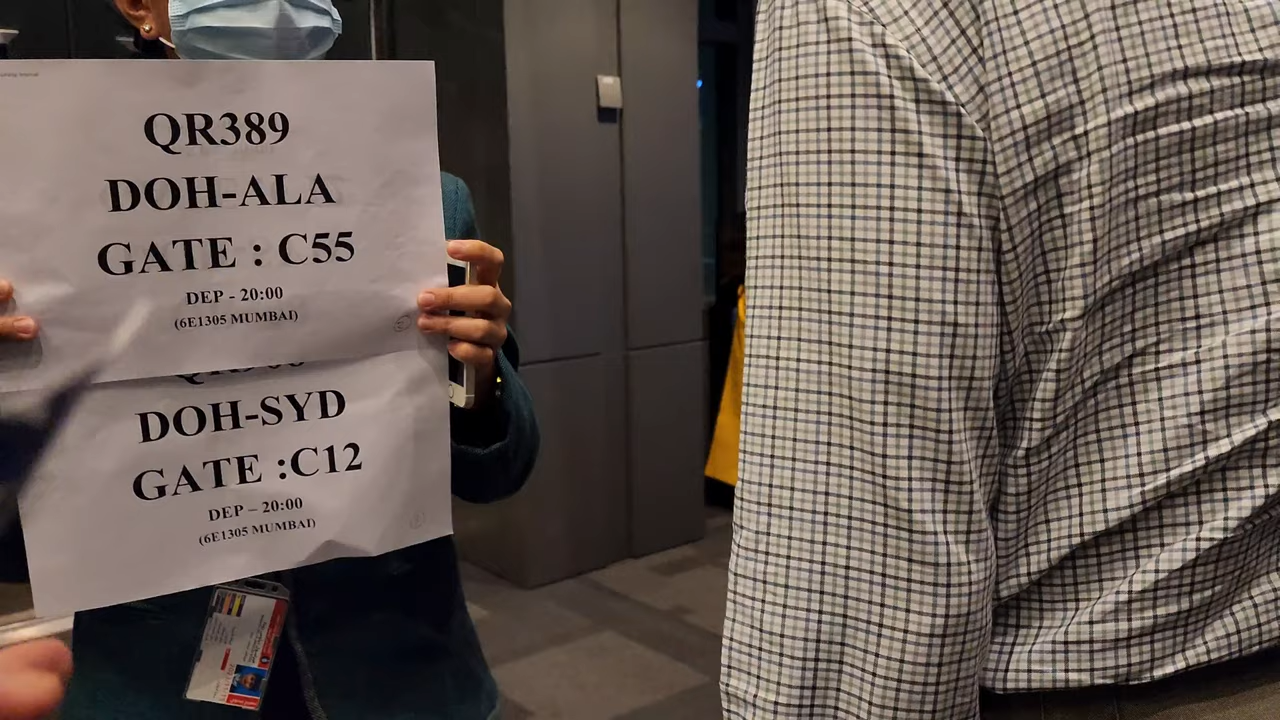 QR389
DOH-ALA
GATE : C55
DEP - 20:00
(6E1305 MUMBAI)
DOH-SYD
GATE :C12
DEP – 20:00
(6E1305 MUMBAI)